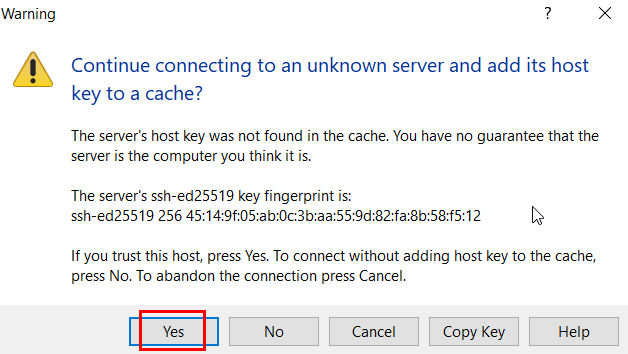 Warning
?
Continue connecting to an unknown server and add its host
key to a cache?
The server's host key was not found in the cache. You have no guarantee that the
server is the computer you think it is.
The server's ssh-ed25519 key fingerprint is:
ssh-ed25519 256 45:14:9f:05:ab:0c:3b:aa:55:9d:82:fa:8b:58:f5:12
If you trust this host, press Yes. To connect without adding host key to the cache,
press No. To abandon the connection press Cancel.
Yes No Cancel Copy Key Help